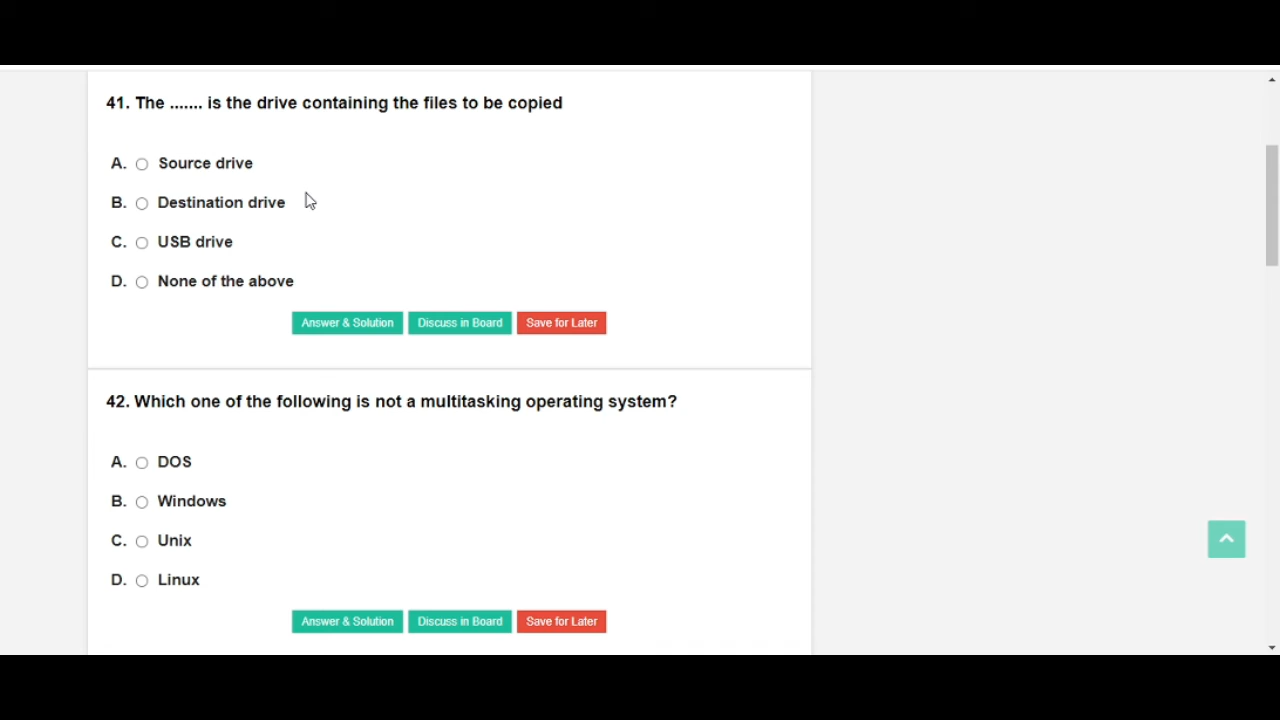 41. The ....... is the drive containing the files to be copied
A. Source drive
B. Destination drive
C. USB drive
D. None of the above
Answer & Solution Discuss in Board Save for Later
42. Which one of the following is not a multitasking operating system?
A. DOS
B. Windows
C. Unix
D. Linux
Answer & Solution Discuss in Board Save for Later